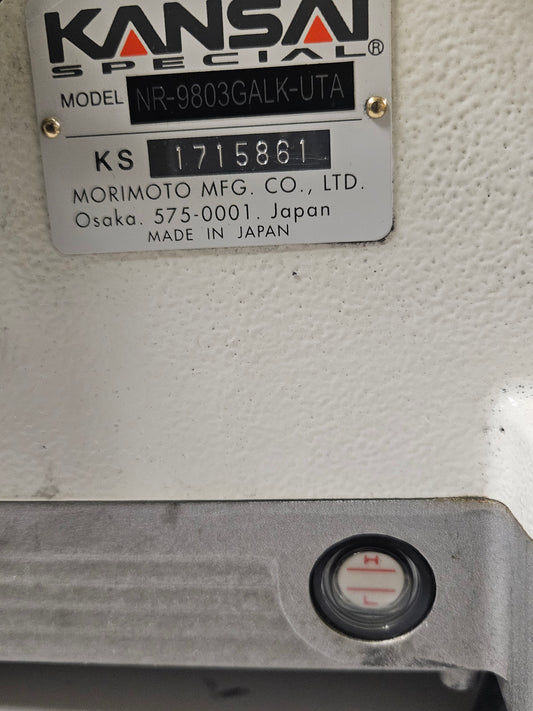 KANSAI
SPECIAL®
MODEL NR-9803GALK-UTA
KS 1715861
MORIMOTO MFG. CO., LTD.
Osaka. 575-0001. Japan
MADE IN JAPAN
H
L